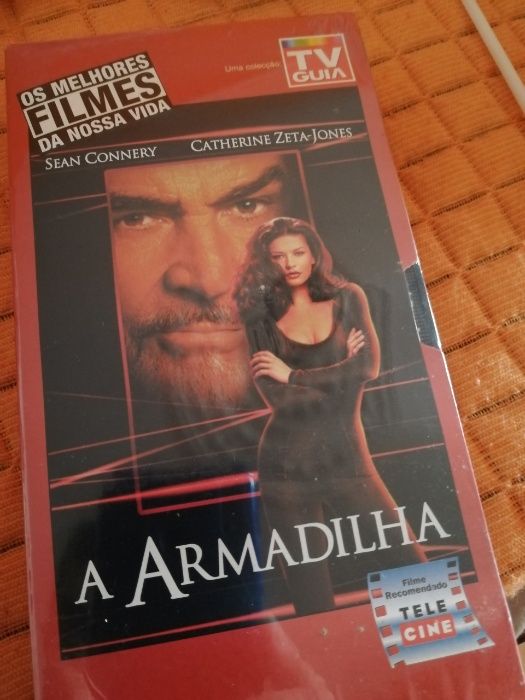 OS MELHORES
FILMES
DA NOSSA VIDA
Uma colecção
TV
GUIA
SEAN CONNERY
CATHERINE ZETA-JONES
A ARMADILHA
Filme
Recomendado
TELE
CINE